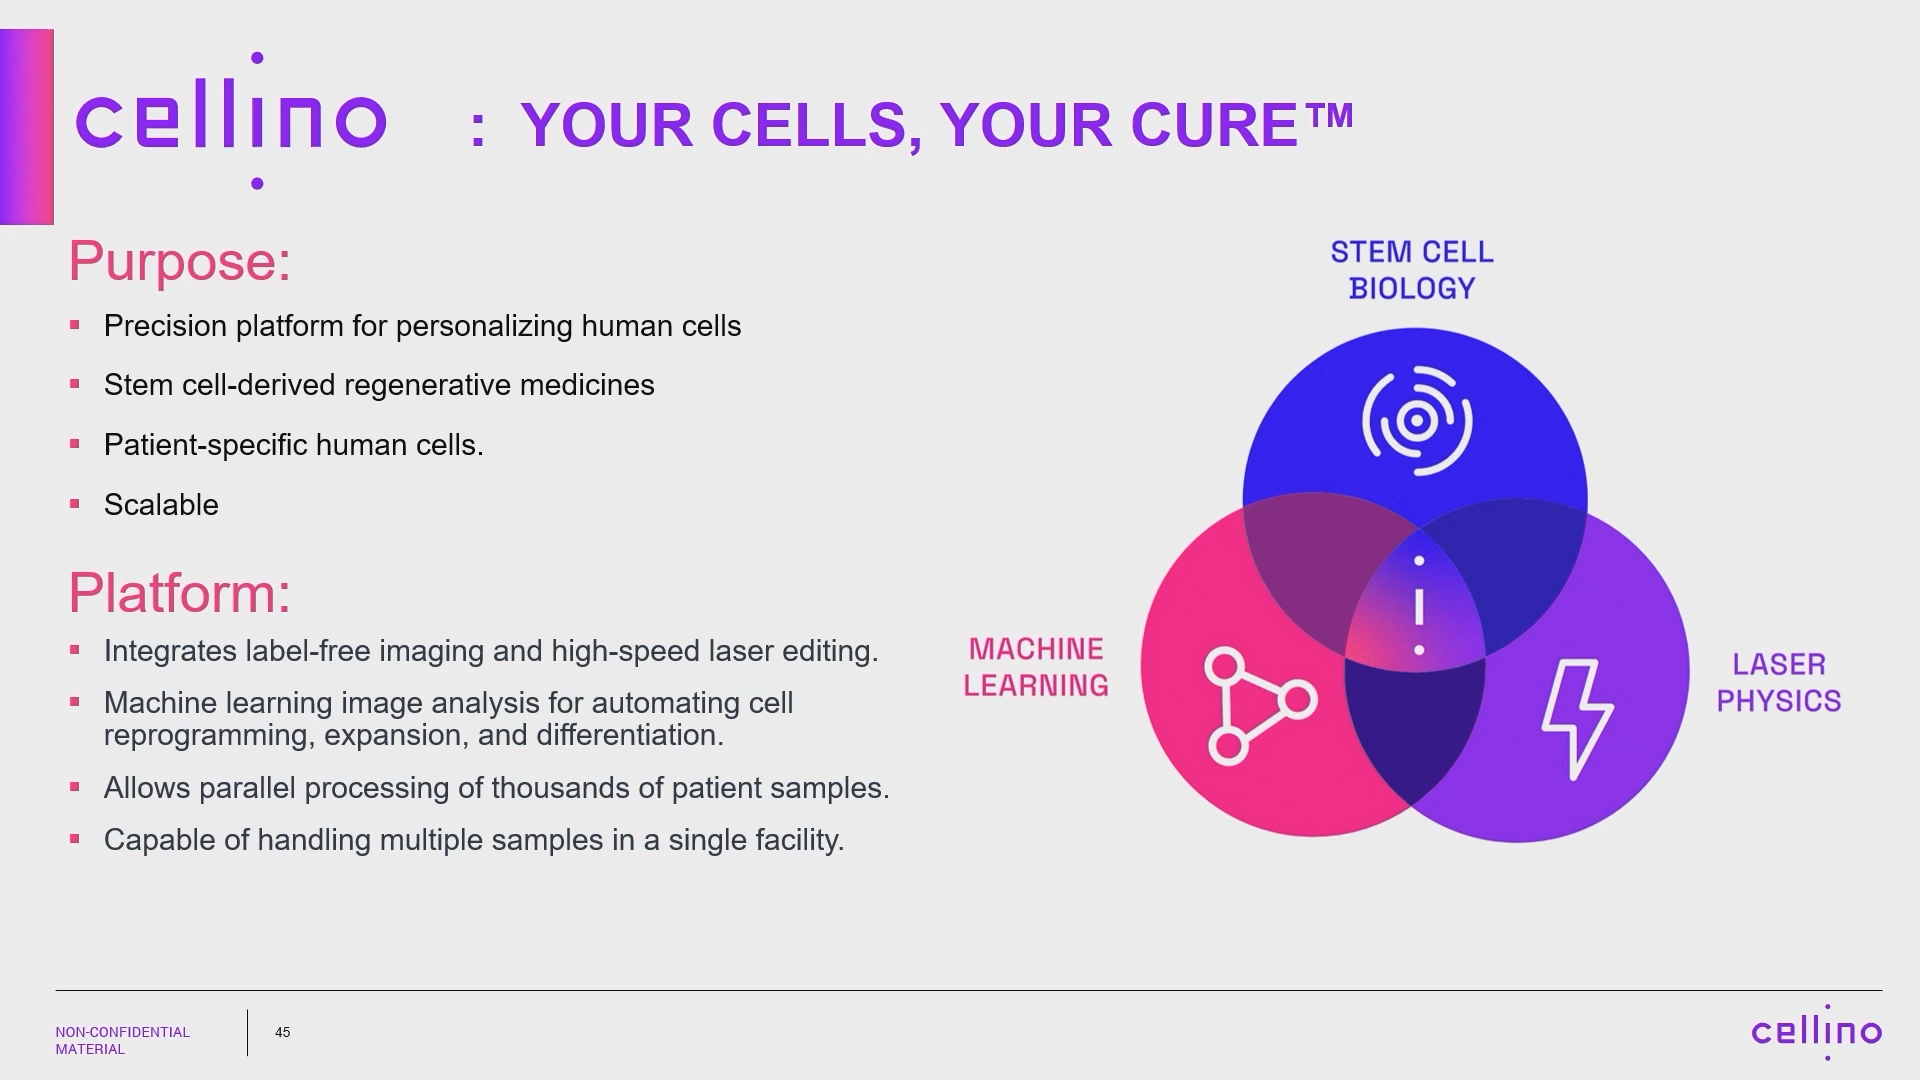 cellino : YOUR CELLS, YOUR CURE™
Purpose:
Precision platform for personalizing human cells
Stem cell-derived regenerative medicines
Patient-specific human cells.
Scalable
Platform:
Integrates label-free imaging and high-speed laser editing.
Machine learning image analysis for automating cell
reprogramming, expansion, and differentiation.
Allows parallel processing of thousands of patient samples.
Capable of handling multiple samples in a single facility.
STEM CELL
BIOLOGY
MACHINE
LEARNING
LASER
PHYSICS
NON-CONFIDENTIAL
MATERIAL
45
cellino